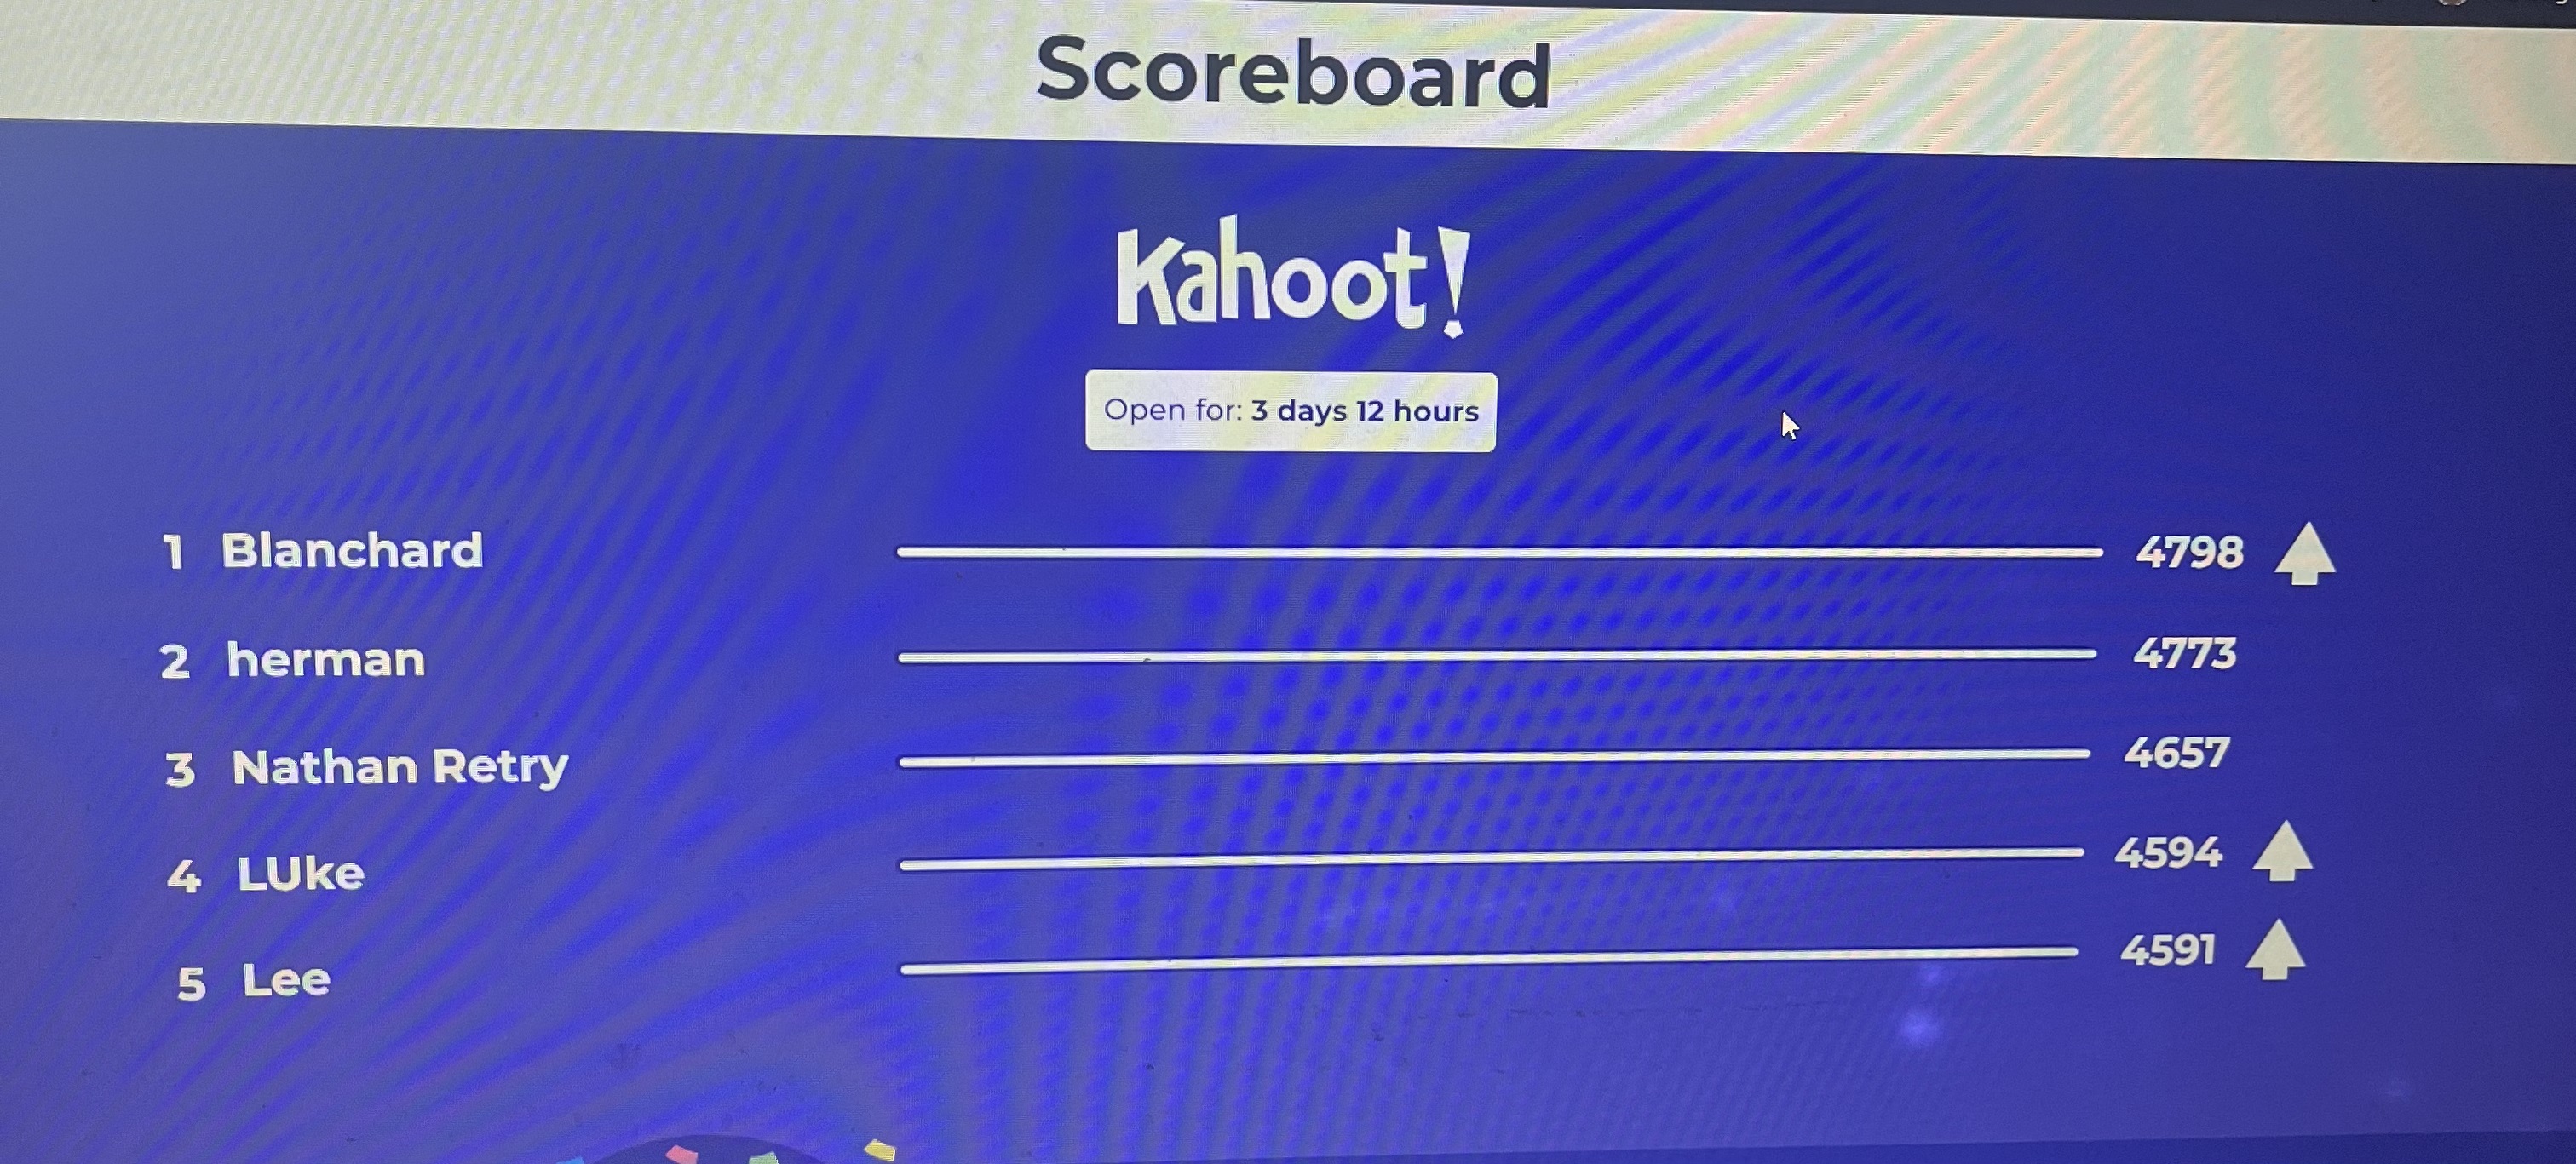 Scoreboard
Kahoot!
Open for: 3 days 12 hours
1 Blanchard 4798
2 herman 4773
3 Nathan Retry 4657
4 LUke 4594
5 Lee 4591